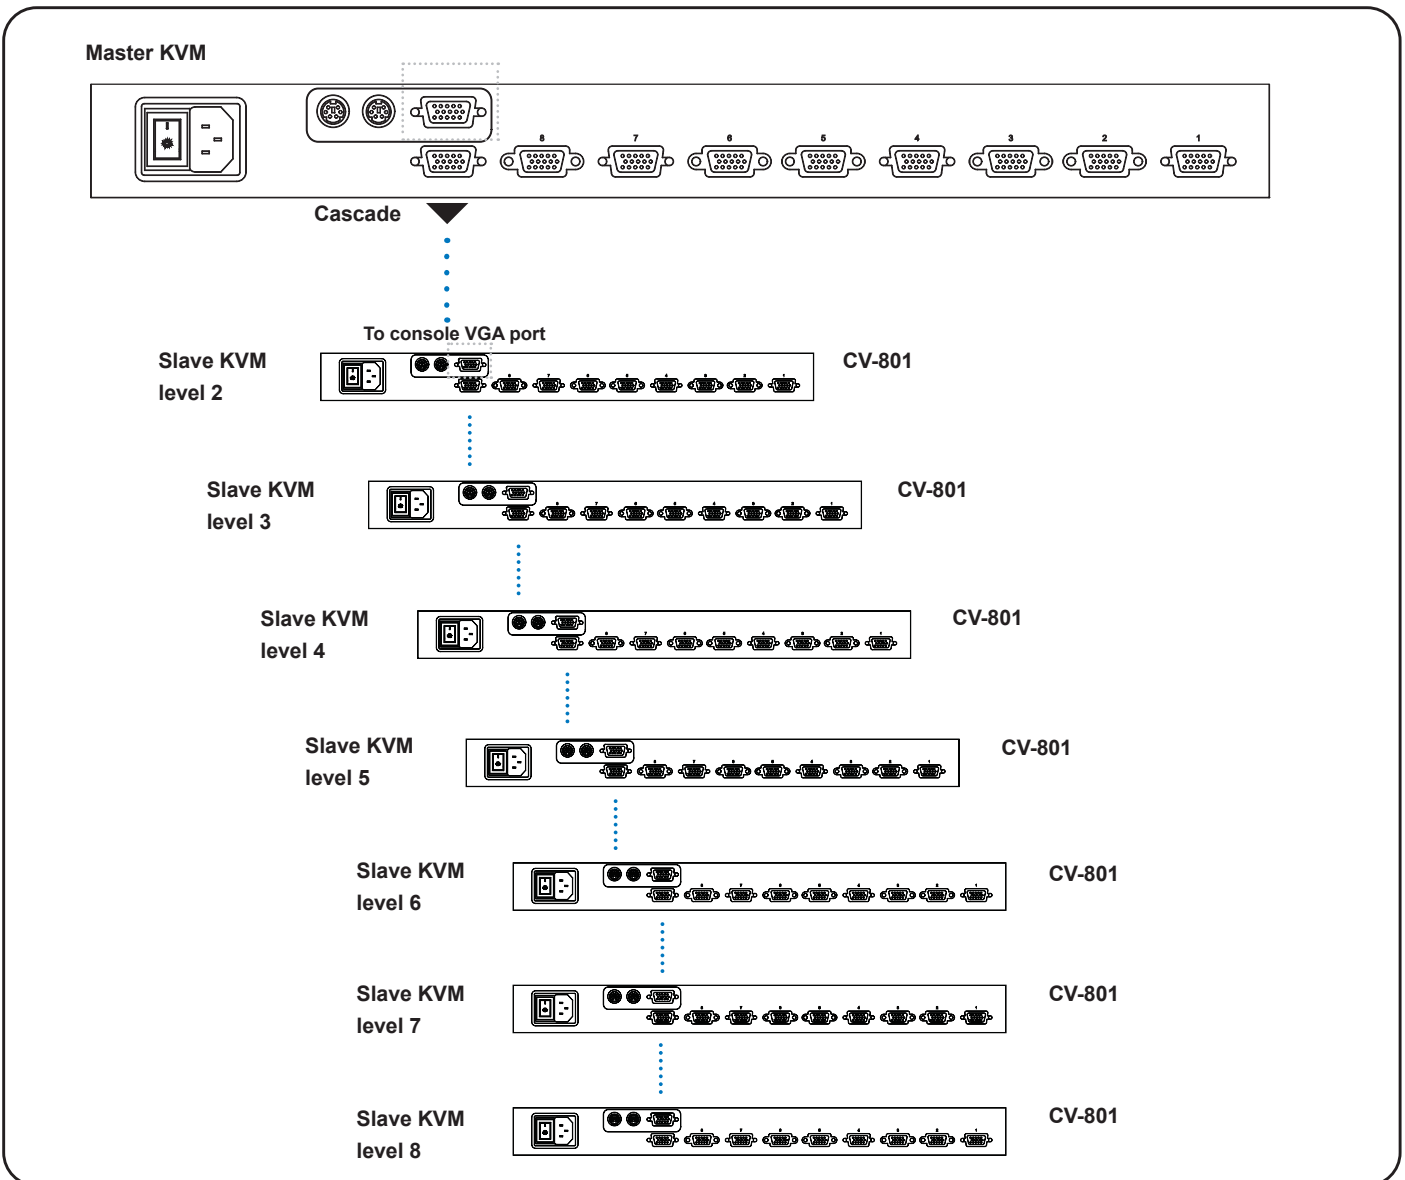 Master KVM
8 7 6 5 4 3 2 1
Cascade
To console VGA port
Slave KVM
level 2
CV-801
Slave KVM
level 3
CV-801
Slave KVM
level 4
CV-801
Slave KVM
level 5
CV-801
Slave KVM
level 6
CV-801
Slave KVM
level 7
CV-801
Slave KVM
level 8
CV-801